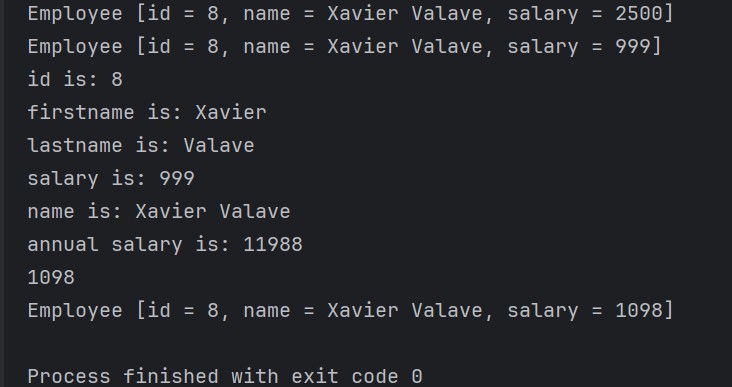 Employee [id = 8, name = Xavier Valave, salary = 2500]
Employee [id = 8, name = Xavier Valave, salary = 999]
id is: 8
firstname is: Xavier
lastname is: Valave
salary is: 999
name is: Xavier Valave
annual salary is: 11988
1098
Employee [id = 8, name = Xavier Valave, salary = 1098]
Process finished with exit code 0